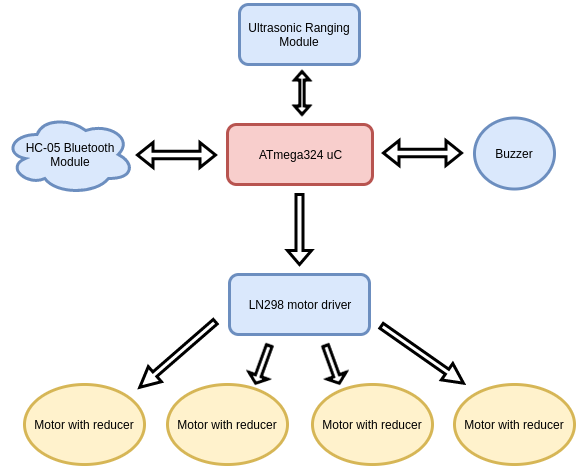 Ultrasonic Ranging
Module
HC-05 Bluetooth
Module
ATmega324 uC
Buzzer
LN298 motor driver
Motor with reducer
Motor with reducer
Motor with reducer
Motor with reducer